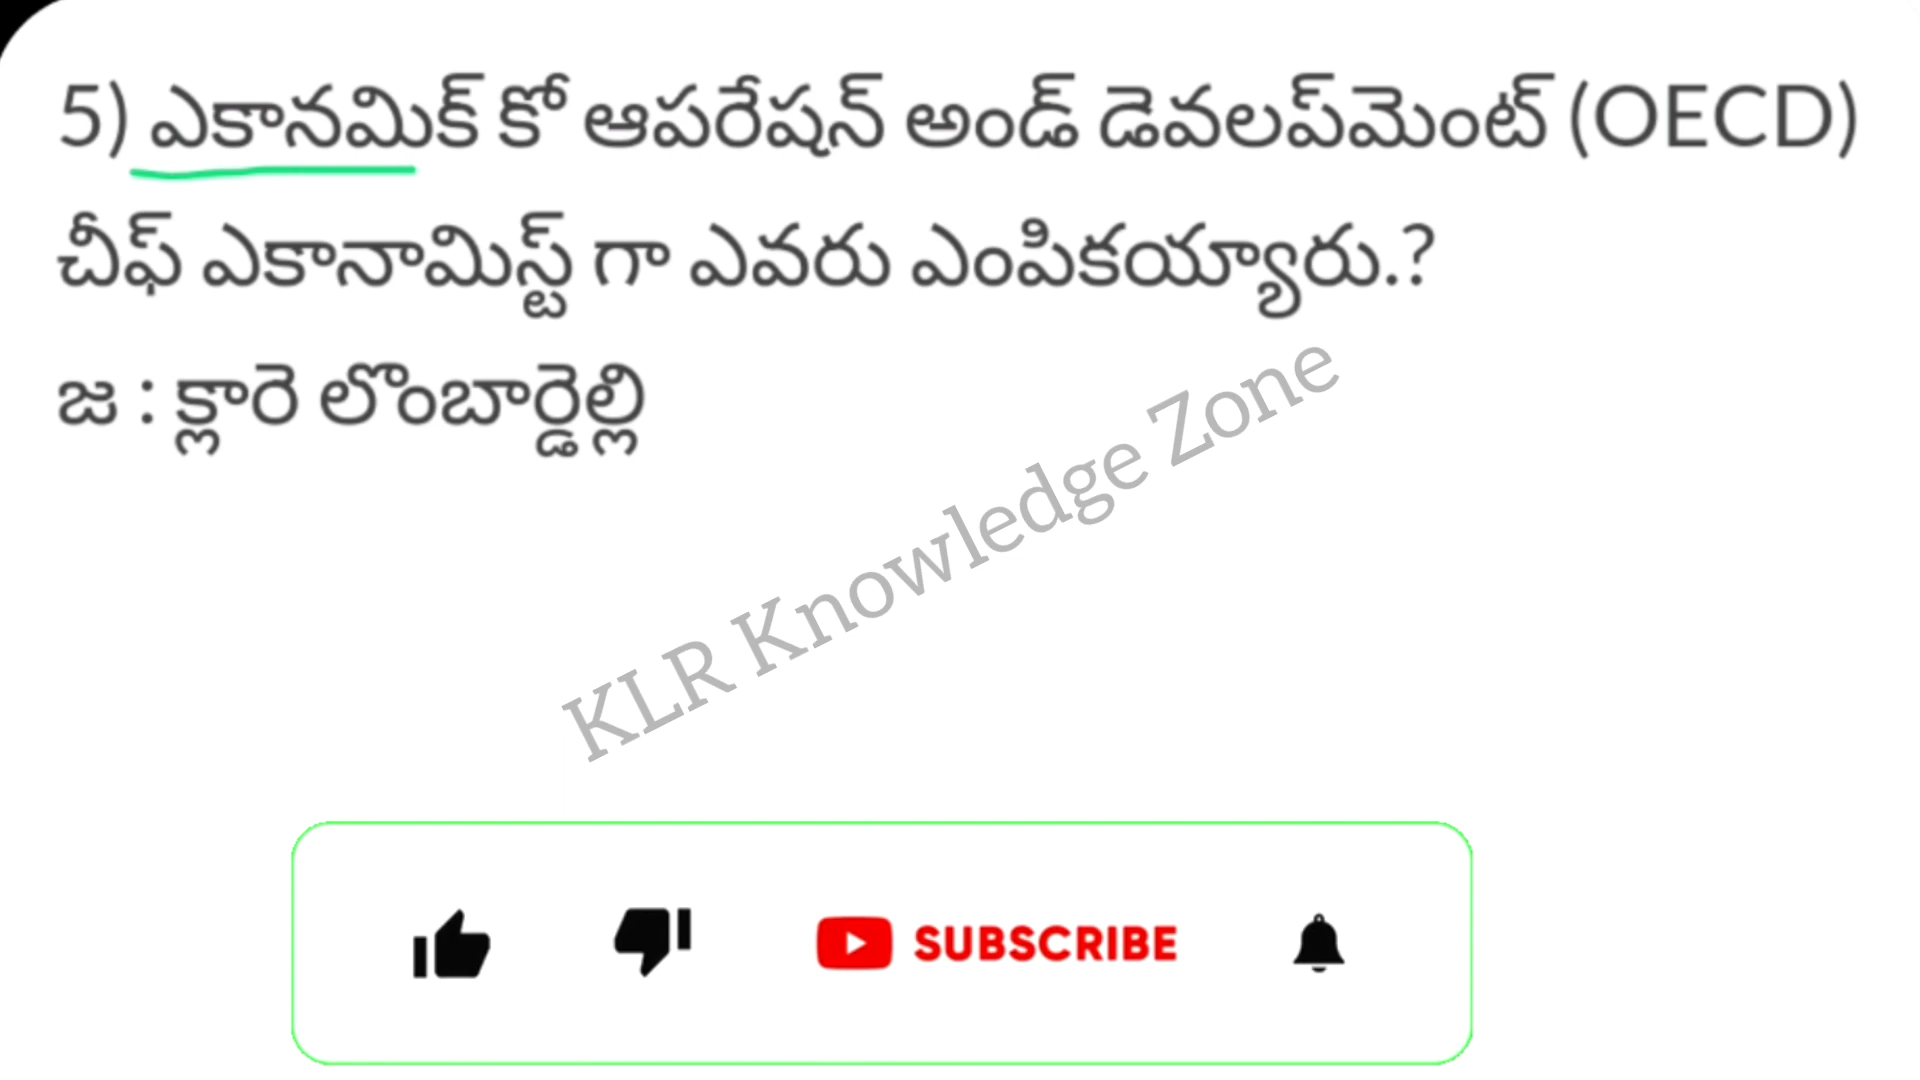 5) ఎకానమిక్ కో ఆపరేషన్ అండ్ డెవలప్‌మెంట్ (OECD)
చీఫ్ ఎకానామిస్ట్ గా ఎవరు ఎంపికయ్యారు.?
జ : క్లారె లొంబార్డెల్లి
KLR Knowledge Zone
SUBSCRIBE